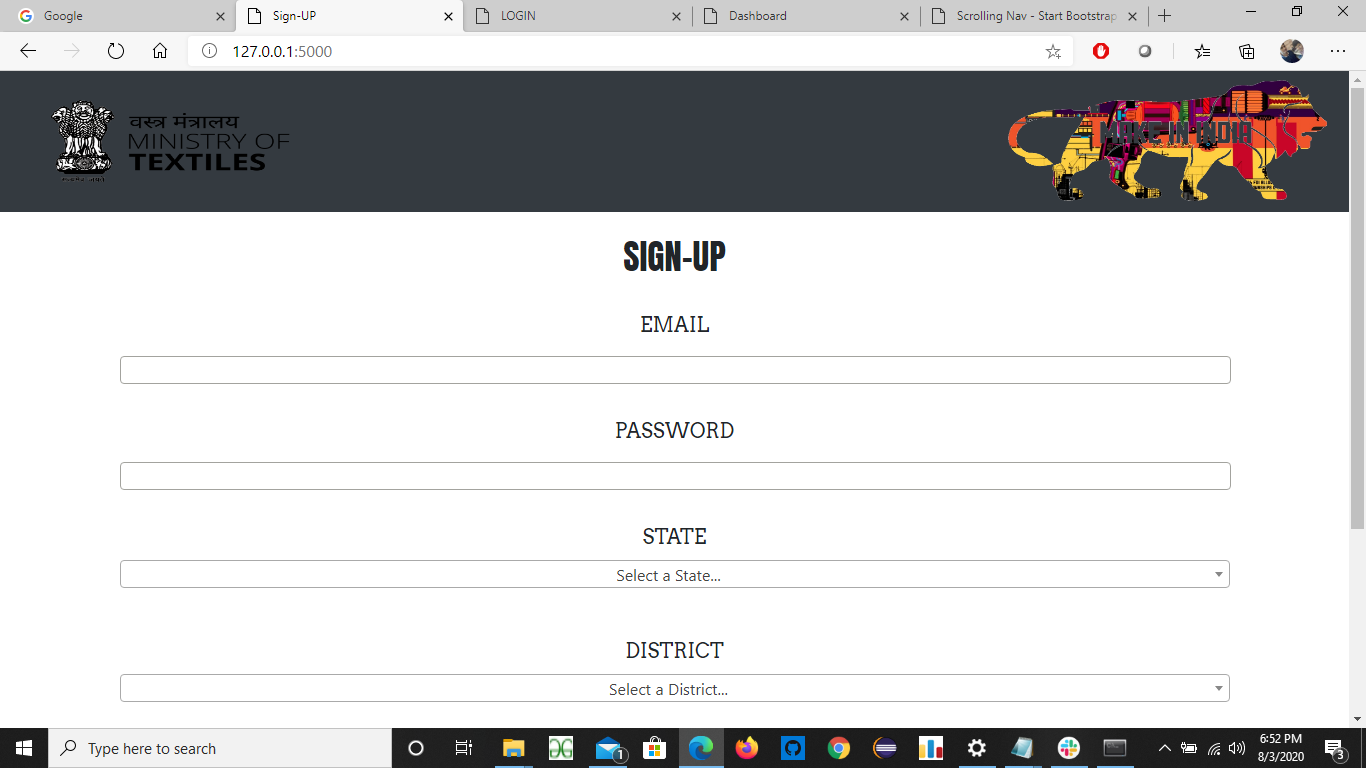 Google
Sign-UP
LOGIN
Dashboard
Scrolling Nav - Start Bootstrap
127.0.0.1:5000
वस्त्र मंत्रालय
MINISTRY OF
TEXTILES
MAKE IN INDIA
SIGN-UP
EMAIL
PASSWORD
STATE
Select a State...
DISTRICT
Select a District...
Type here to search
1
6:52 PM
8/3/2020
3